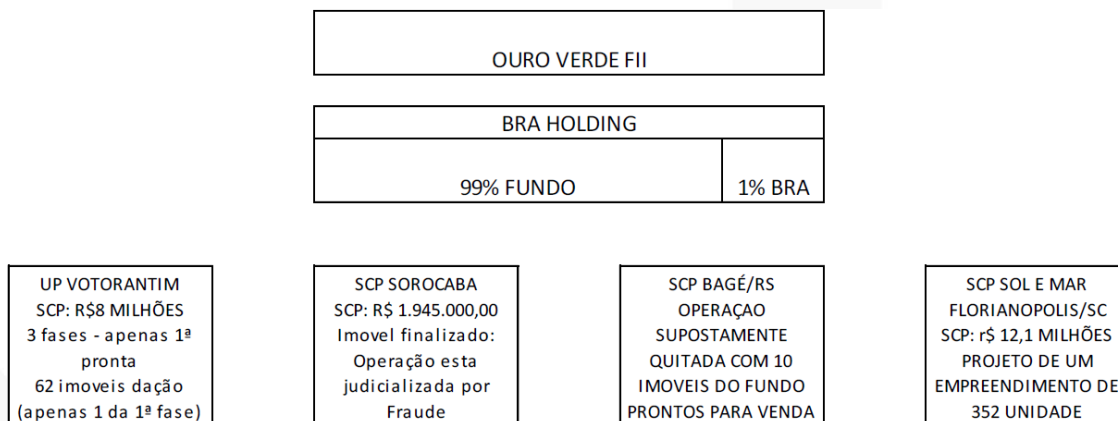 OURO VERDE FII
BRA HOLDING
99% FUNDO
1% BRA
UP VOTORANTIM
SCP: R$8 MILHÕES
3 fases - apenas 1ª
pronta
62 imoveis dação
(apenas 1 da 1ª fase)
SCP SOROCABA
SCP: R$ 1.945.000,00
Imovel finalizado:
Operação esta
judicializada por
Fraude
SCP BAGÉ/RS
OPERAÇAO
SUPOSTAMENTE
QUITADA COM 10
IMOVEIS DO FUNDO
PRONTOS PARA VENDA
SCP SOL E MAR
FLORIANOPOLIS/SC
SCP: r$ 12,1 MILHÕES
PROJETO DE UM
EMPREENDIMENTO DE
352 UNIDADE